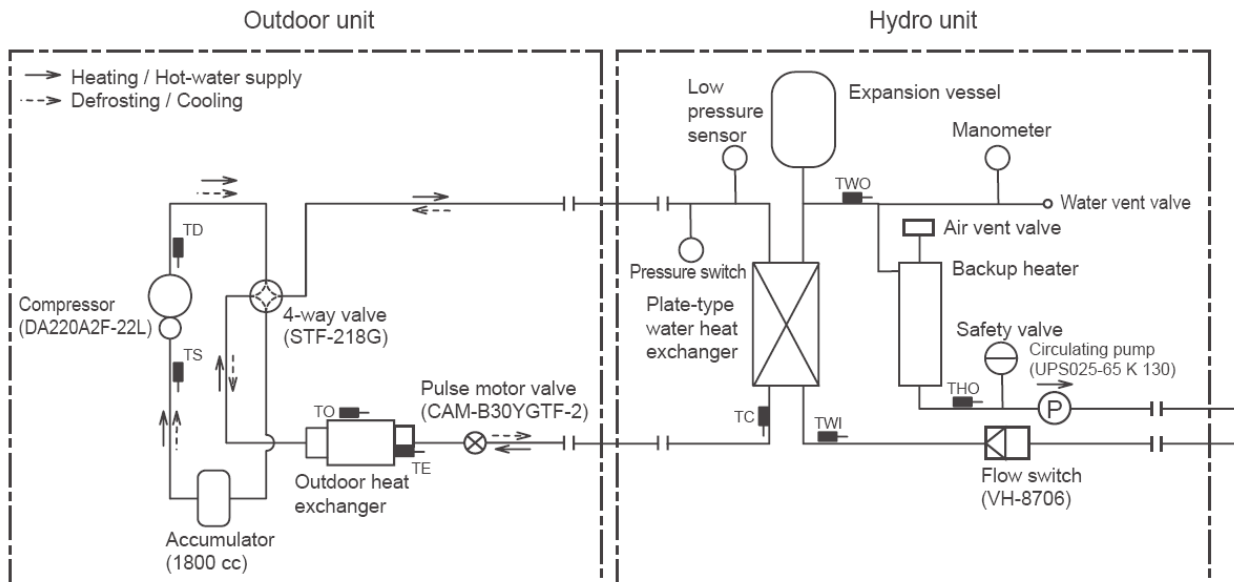 Outdoor unit
Hydro unit
Heating / Hot-water supply
Defrosting / Cooling
Low
pressure
sensor
Expansion vessel
Manometer
TWO
Water vent valve
Air vent valve
TD
Pressure switch
Backup heater
Compressor
(DA220A2F-22L)
4-way valve
(STF-218G)
Plate-type
water heat
exchanger
Safety valve
Circulating pump
(UPS025-65 K 130)
TS
Pulse motor valve
(CAM-B30YGTF-2)
THO
P
TO
TC
TWI
TE
Outdoor heat
exchanger
Flow switch
(VH-8706)
Accumulator
(1800 cc)